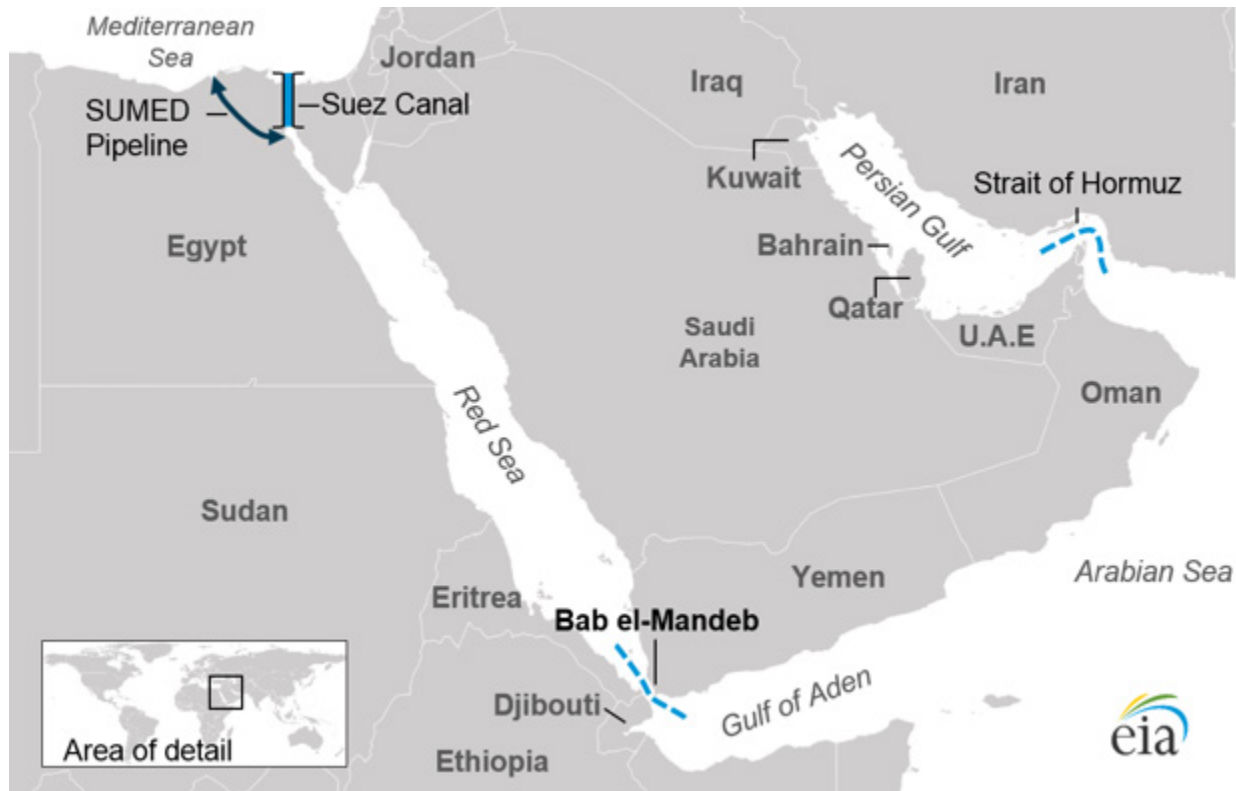 Mediterranean
Sea
Jordan
Iraq
Iran
SUMED
Pipeline
Suez Canal
Kuwait
Persian Gulf
Strait of Hormuz
Egypt
Bahrain
Qatar
Saudi
Arabia
U.A.E
Oman
Red Sea
Sudan
Eritrea
Yemen
Arabian Sea
Bab el-Mandeb
Djibouti
Gulf of Aden
Ethiopia
Area of detail
eia